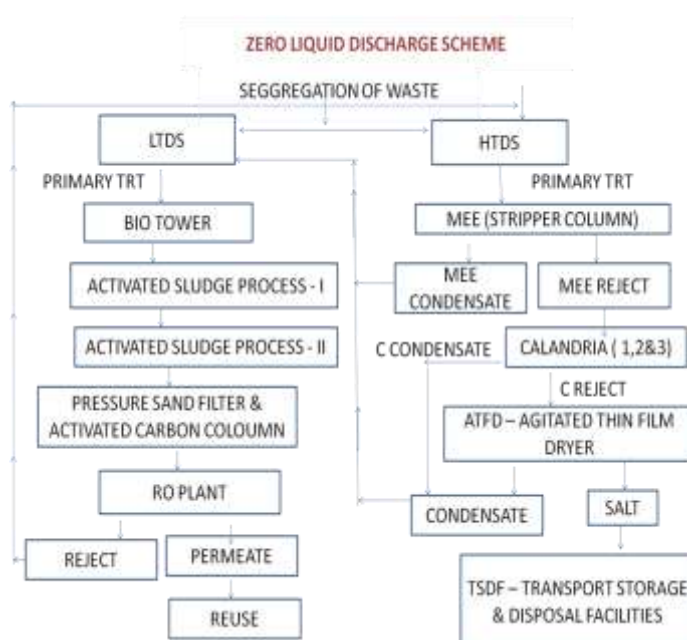 ZERO LIQUID DISCHARGE SCHEME
SEGGREGATION OF WASTE
LTDS
HTDS
PRIMARY TRT
PRIMARY TRT
BIO TOWER
MEE (STRIPPER COLUMN)
ACTIVATED SLUDGE PROCESS - I
MEE
CONDENSATE
MEE REJECT
ACTIVATED SLUDGE PROCESS - II
C CONDENSATE
CALANDRIA ( 1,2&3)
C REJECT
PRESSURE SAND FILTER &
ACTIVATED CARBON COLOUMN
ATFD – AGITATED THIN FILM
DRYER
RO PLANT
CONDENSATE
SALT
REJECT
PERMEATE
REUSE
TSDF – TRANSPORT STORAGE
& DISPOSAL FACILITIES